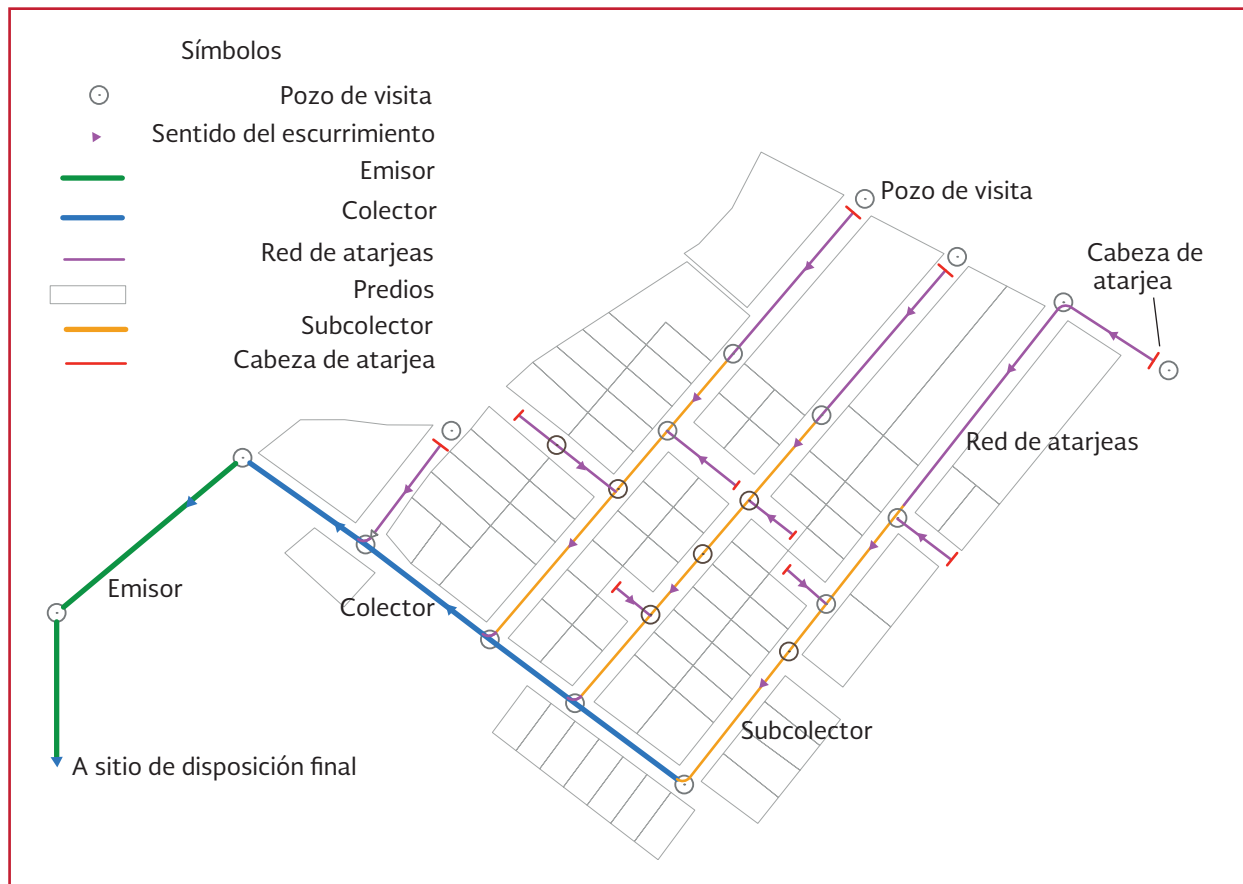 Símbolos
Pozo de visita
Sentido del escurrimiento
Emisor
Colector
Red de atarjeas
Predios
Subcolector
Cabeza de atarjea
Pozo de visita
Cabeza de
atarjea
Red de atarjeas
Emisor
Colector
Subcolector
A sitio de disposición final